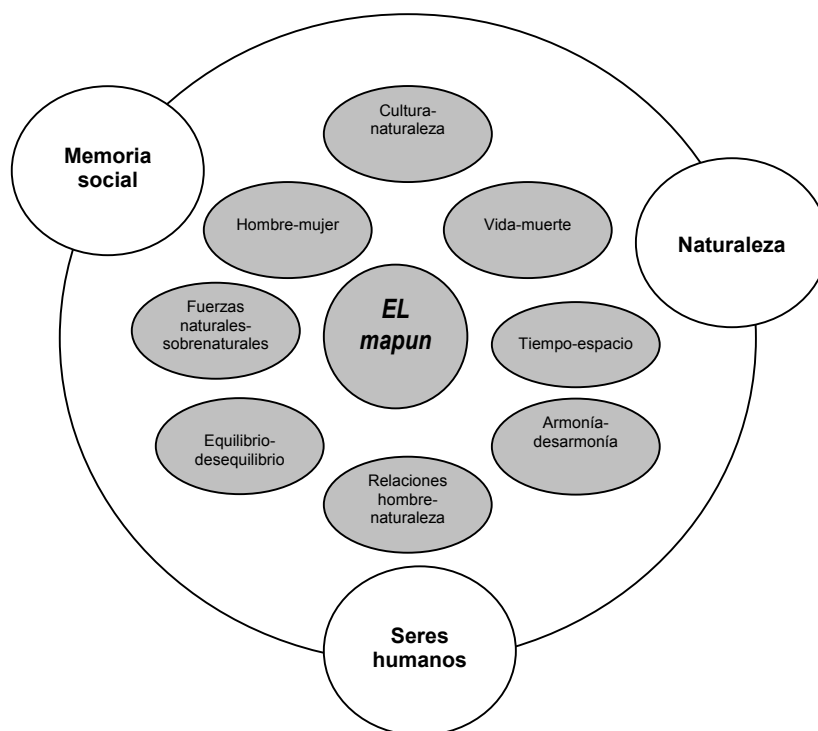 Cultura-
naturaleza
Memoria
social
Hombre-mujer
Vida-muerte
Naturaleza
Fuerzas
naturales-
sobrenaturales
EL
mapun
Tiempo-espacio
Armonía-
desarmonía
Equilibrio-
desequilibrio
Relaciones
hombre-
naturaleza
Seres
humanos